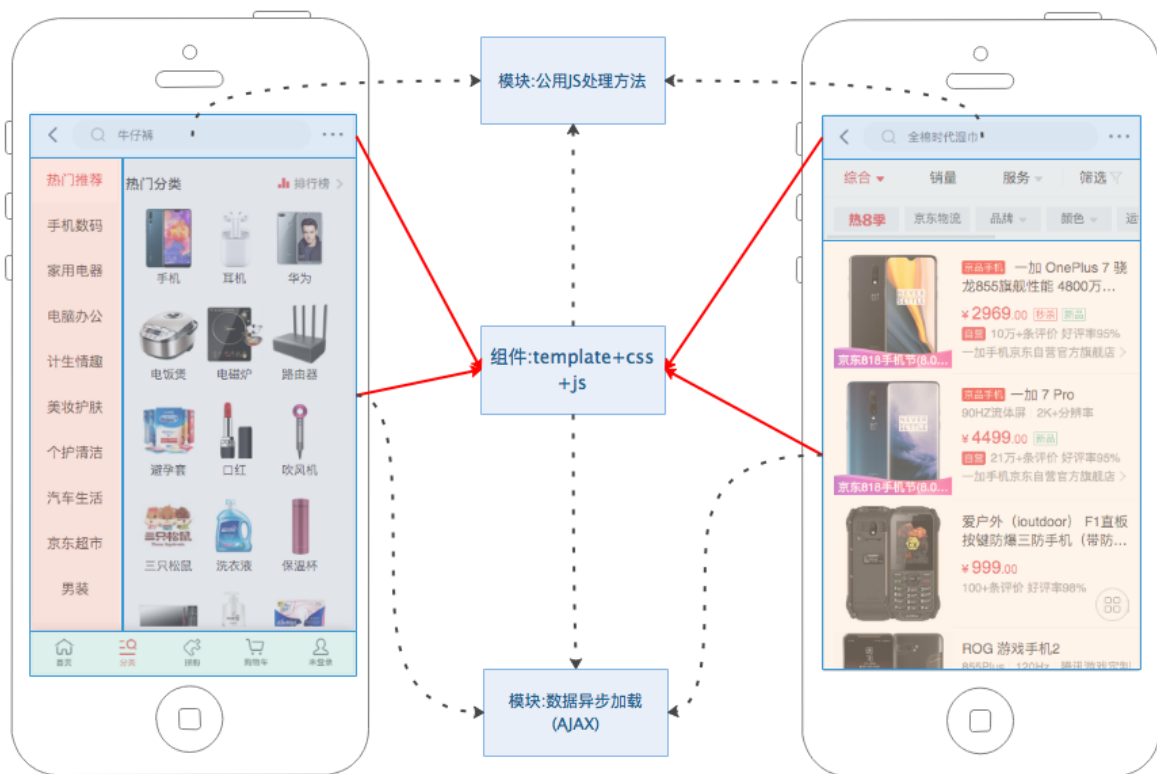 模块:公用JS处理方法
牛仔裤
热门推荐
手机数码
家用电器
电脑办公
计生情趣
美妆护肤
个护清洁
汽车生活
京东超市
男装
热门分类
排行榜
手机
耳机
华为
电饭煲
电磁炉
路由器
避孕套
口红
吹风机
三只松鼠
洗衣液
保温杯
首页
分类
购物车
未登录
组件:template+css
+js
模块:数据异步加载
(AJAX)
全棉时代湿巾
综合
销量
服务
筛选
热8季
京东物流
品牌
颜色
运
京品手机 一加 OnePlus 7 骁
龙855旗舰性能 4800万...
¥2969.00 秒杀 新品
自营 10万+条评价 好评率95%
一加手机京东自营官方旗舰店
京东818手机节(8.0...
京品手机 一加 7 Pro
90HZ流体屏 2K+分辨率
¥4499.00 新品
自营 21万+条评价 好评率98%
一加手机京东自营官方旗舰店
京东818手机节(8.0...
爱户外（ioutdoor） F1直板
按键防爆三防手机（带防...
¥999.00
100+条评价 好评率98%
ROG 游戏手机2
855Plus 120Hz 腾讯游戏定制